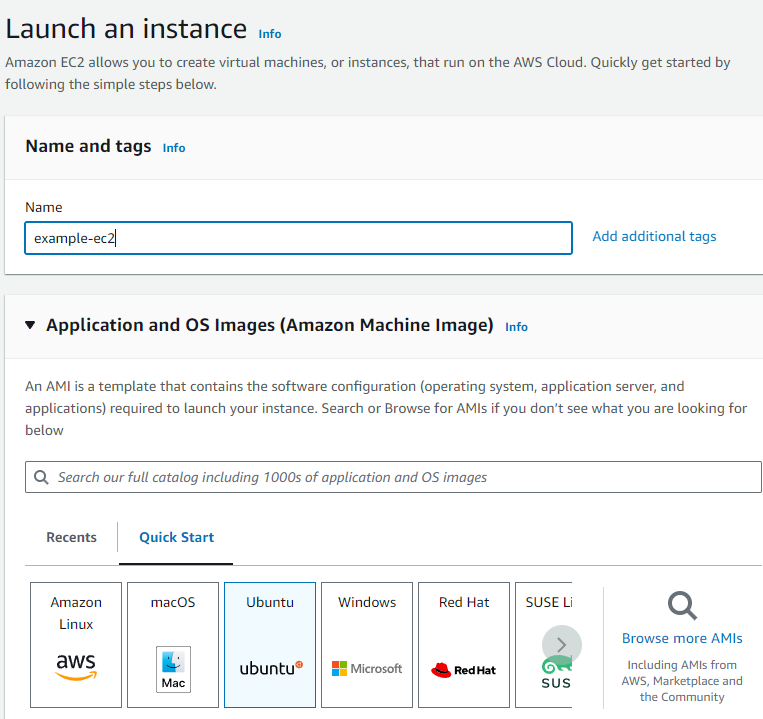 Launch an instance Info
Amazon EC2 allows you to create virtual machines, or instances, that run on the AWS Cloud. Quickly get started by
following the simple steps below.
Name and tags Info
Name
example-ec2
Add additional tags
Application and OS Images (Amazon Machine Image) Info
An AMI is a template that contains the software configuration (operating system, application server, and
applications) required to launch your instance. Search or Browse for AMIs if you don’t see what you are looking for
below
Search our full catalog including 1000s of application and OS images
Recents
Quick Start
Amazon
Linux
aws
macOS
Mac
Ubuntu
ubuntu
Windows
Microsoft
Red Hat
Red Hat
SUSE Li
SUS
Browse more AMIs
Including AMIs from
AWS, Marketplace and
the Community